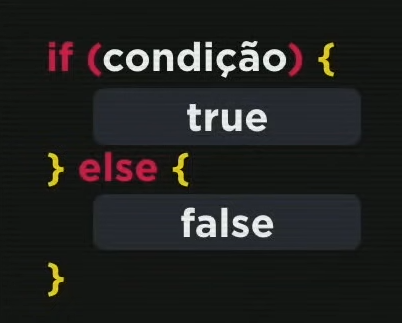 if (condição) {
true
} else {
false
}